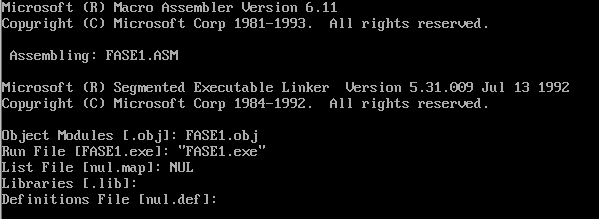 Microsoft (R) Macro Assembler Version 6.11
Copyright (C) Microsoft Corp 1981-1993.  All rights reserved.
Assembling: FASE1.ASM
Microsoft (R) Segmented Executable Linker  Version 5.31.009 Jul 13 1992
Copyright (C) Microsoft Corp 1984-1992.  All rights reserved.
Object Modules [.obj]: FASE1.obj
Run File [FASE1.exe]: "FASE1.exe"
List File [nul.map]: NUL
Libraries [.lib]:
Definitions File [nul.def]: